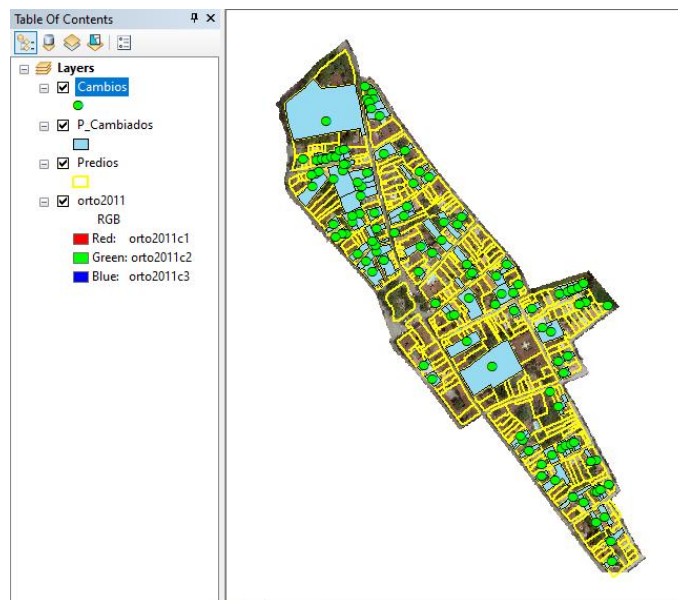 Table Of Contents
Layers
Cambios
P_Cambiados
Predios
orto2011
RGB
Red: orto2011c1
Green: orto2011c2
Blue: orto2011c3